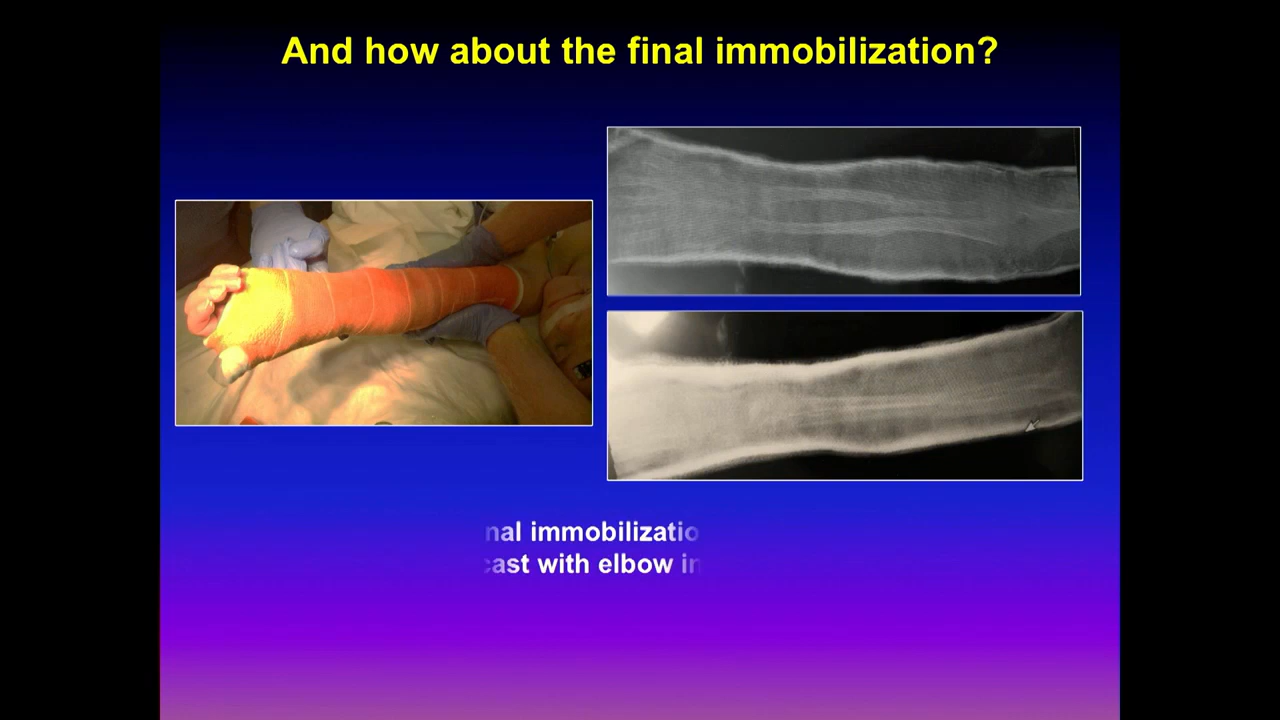 And how about the final immobilization?
nal immobilizatio
cast with elbow in